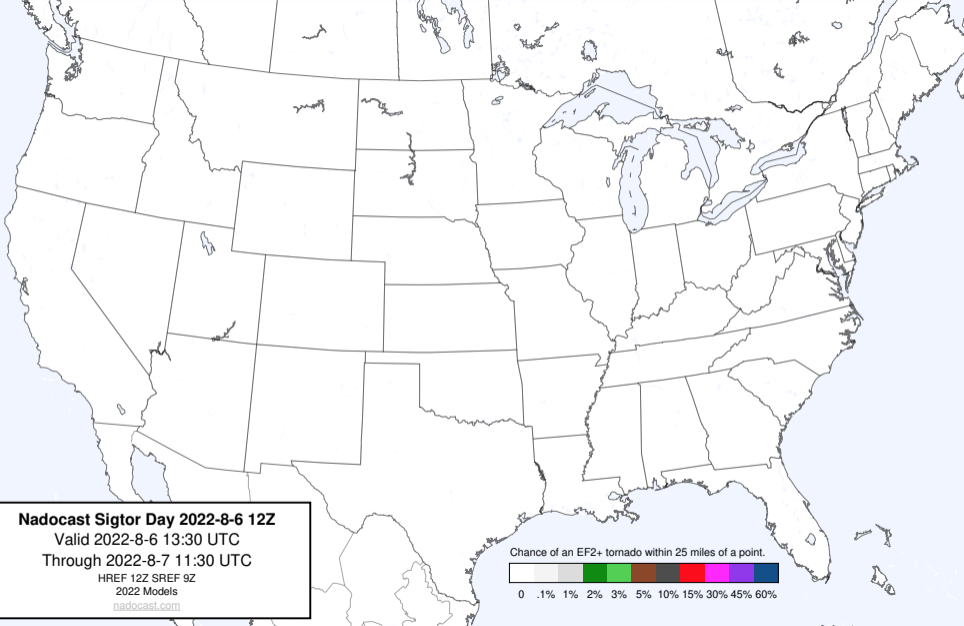 Nadocast Sigtor Day 2022-8-6 12Z
Valid 2022-8-6 13:30 UTC
Through 2022-8-7 11:30 UTC
HREF 12Z SREF 9Z
2022 Models
nadocast.com
Chance of an EF2+ tornado within 25 miles of a point.
0 .1% 1% 2% 3% 5% 10% 15% 30% 45% 60%